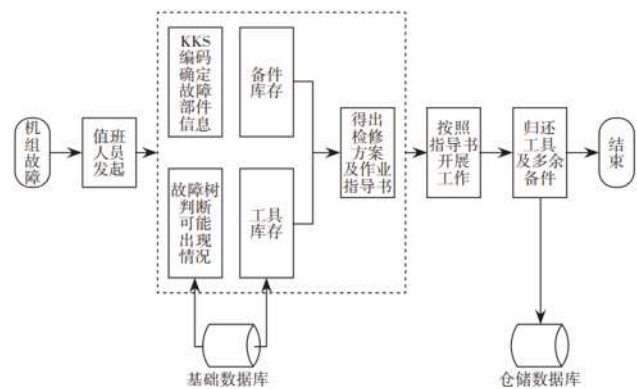 机
组
故
障
值班
人员
发起
KKS
编码
确定
故障
部件
信息
备件
库存
故障树
判断
可能
出现
情况
工具
库存
得出
检修
方案
及作业
指导书
按照
指导书
开展
工作
归还
工具
及多余
备件
结
束
基础数据库
仓储数据库